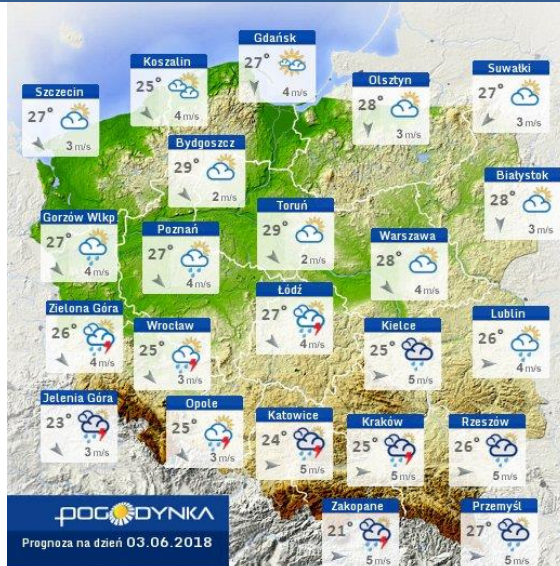 Gdańsk
27° 4 m/s
Koszalin
25° 4 m/s
Suwałki
27° 3 m/s
Olsztyn
28° 3 m/s
Szczecin
27° 3 m/s
Bydgoszcz
29° 2 m/s
Białystok
28° 3 m/s
Toruń
29° 2 m/s
Gorzów Wlkp
27° 4 m/s
Poznań
27° 4 m/s
Warszawa
28° 4 m/s
Łódź
27° 4 m/s
Zielona Góra
26° 4 m/s
Wrocław
25° 3 m/s
Kielce
25° 5 m/s
Lublin
26° 4 m/s
Jelenia Góra
23° 3 m/s
Opole
25° 3 m/s
Katowice
24° 5 m/s
Kraków
25° 5 m/s
Rzeszów
26° 5 m/s
Zakopane
21° 5 m/s
Przemyśl
27° 5 m/s
POGODYNKA
Prognoza na dzień 03.06.2018